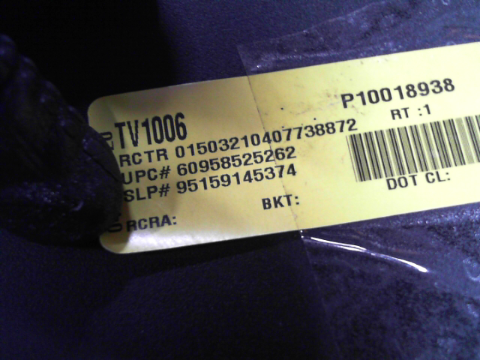 P10018938
TV1006
RT :1
RCTR 01503210407738872
UPC# 60958525262
SLP# 95159145374
DOT CL:
BKT:
RCRA: